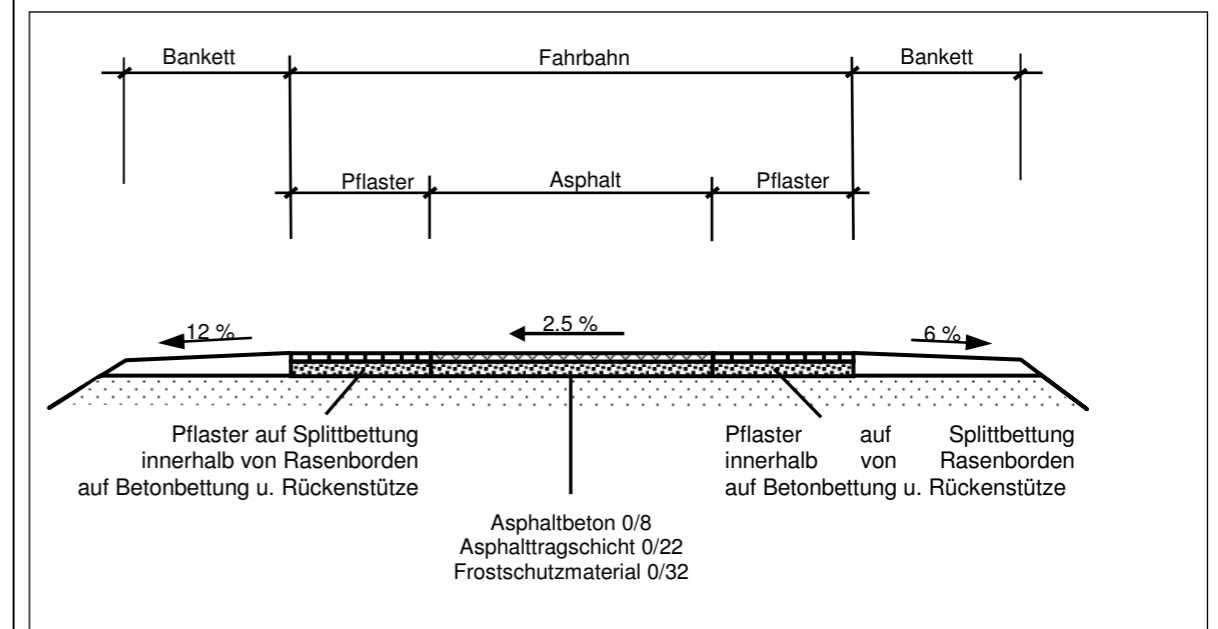 Bankett Fahrbahn Bankett
Pflaster Asphalt Pflaster
12 % 2.5 % 6 %
Pflaster auf Splittbettung
innerhalb von Rasenborden
auf Betonbettung u. Rückenstütze
Pflaster auf Splittbettung
innerhalb von Rasenborden
auf Betonbettung u. Rückenstütze
Asphaltbeton 0/8
Asphalttragschicht 0/22
Frostschutzmaterial 0/32